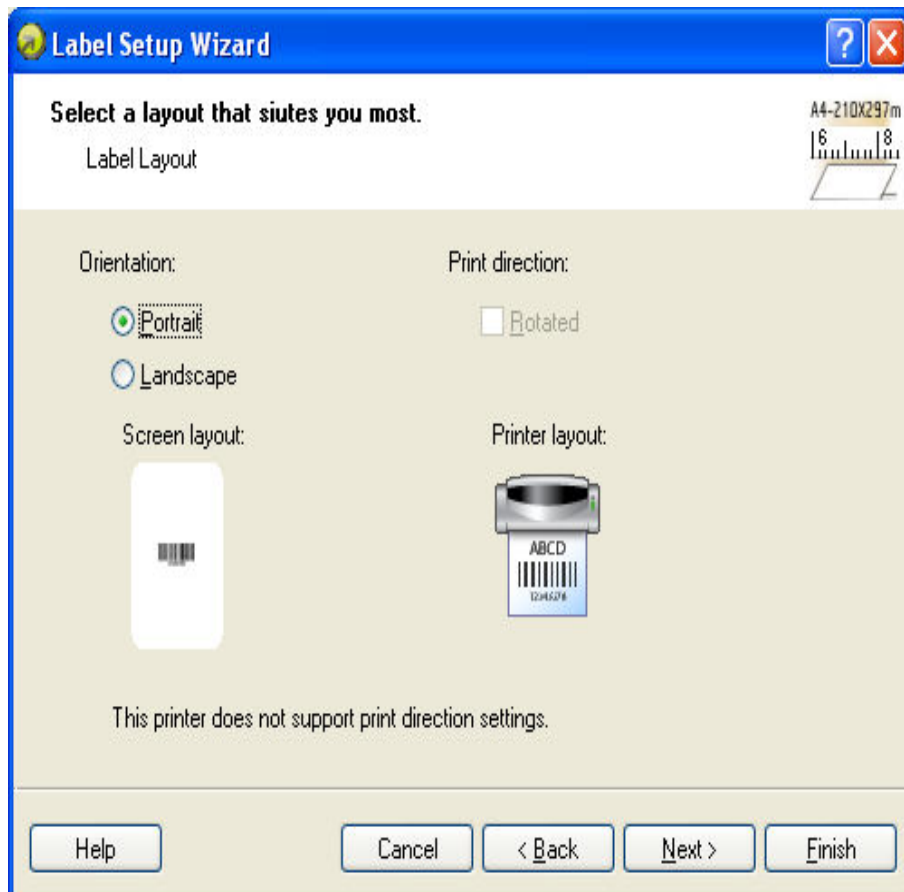 Label Setup Wizard
Select a layout that siutes you most.
Label Layout
A4-210X297m
6 8
Orientation:
Print direction:
Portrait
Rotated
Landscape
Screen layout:
Printer layout:
ABCD
This printer does not support print direction settings.
Help
Cancel
< Back
Next >
Finish